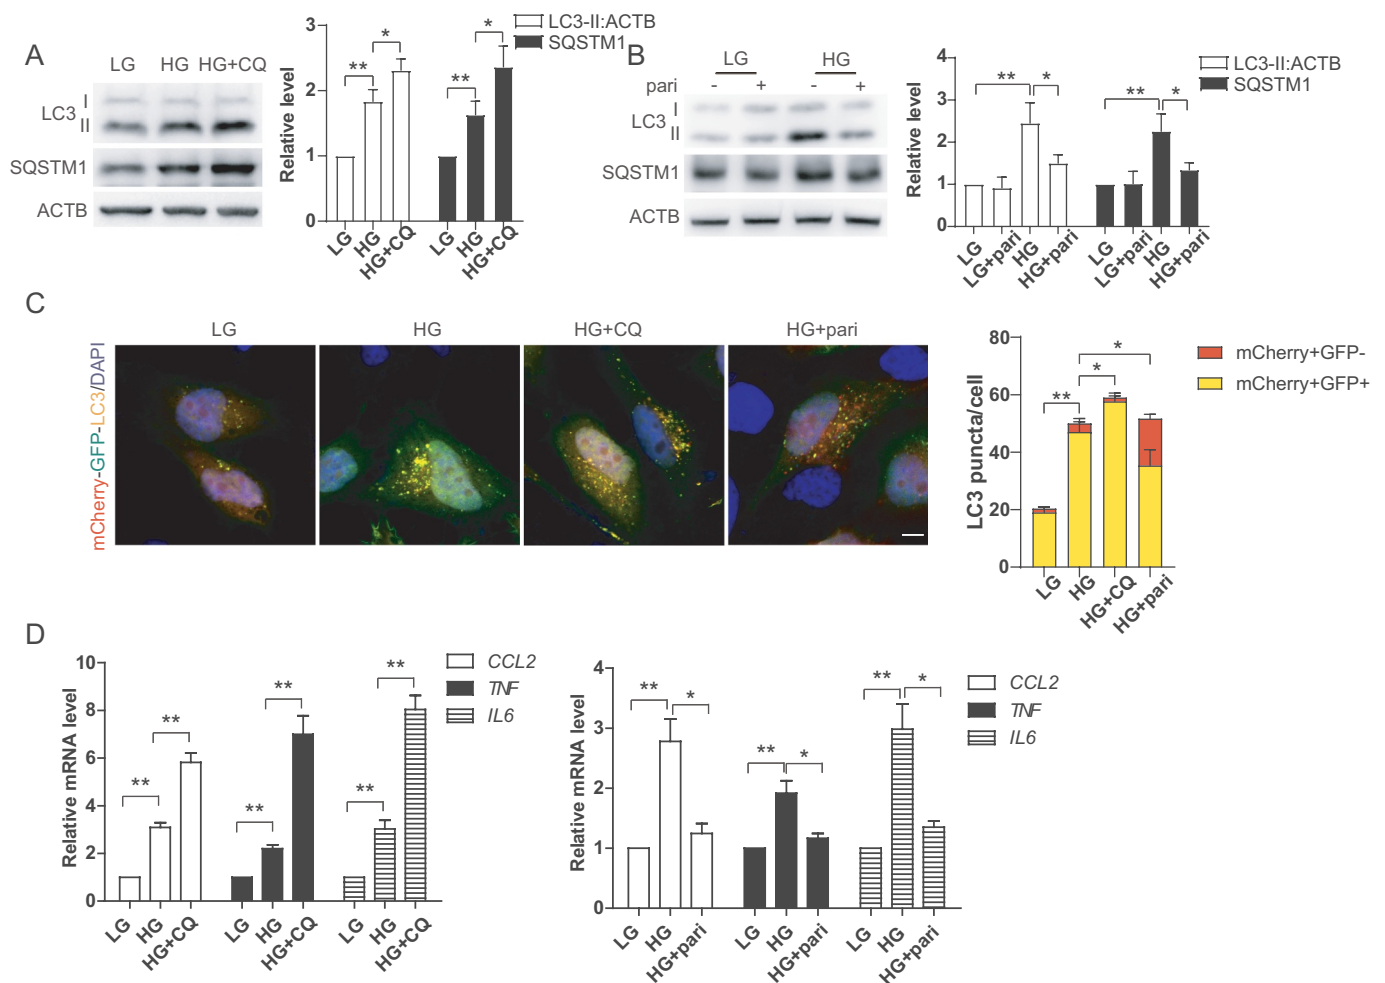 A
LG HG HG+CQ
LC3 I
II
SQSTM1
ACTB
Relative level
3
2
1
0
** * ** *
LG HG HG+CQ LG HG HG+CQ
LC3-II:ACTB
SQSTM1
B
LG HG
pari - + - +
LC3 I
II
SQSTM1
ACTB
Relative level
4
3
2
1
0
** * ** *
LG LG+pari HG HG+pari LG LG+pari HG HG+pari
LC3-II:ACTB
SQSTM1
C
LG HG HG+CQ HG+pari
mCherry-GFP-LC3/DAPI
LC3 puncta/cell
80
60
40
20
0
** * *
LG HG HG+CQ HG+pari
mCherry+GFP-
mCherry+GFP+
D
Relative mRNA level
10
8
6
4
2
0
** ** ** ** ** **
LG HG HG+CQ LG HG HG+CQ LG HG HG+CQ
CCL2
TNF
IL6
Relative mRNA level
4
3
2
1
0
** * ** * ** *
LG HG HG+pari LG HG HG+pari LG HG HG+pari
CCL2
TNF
IL6